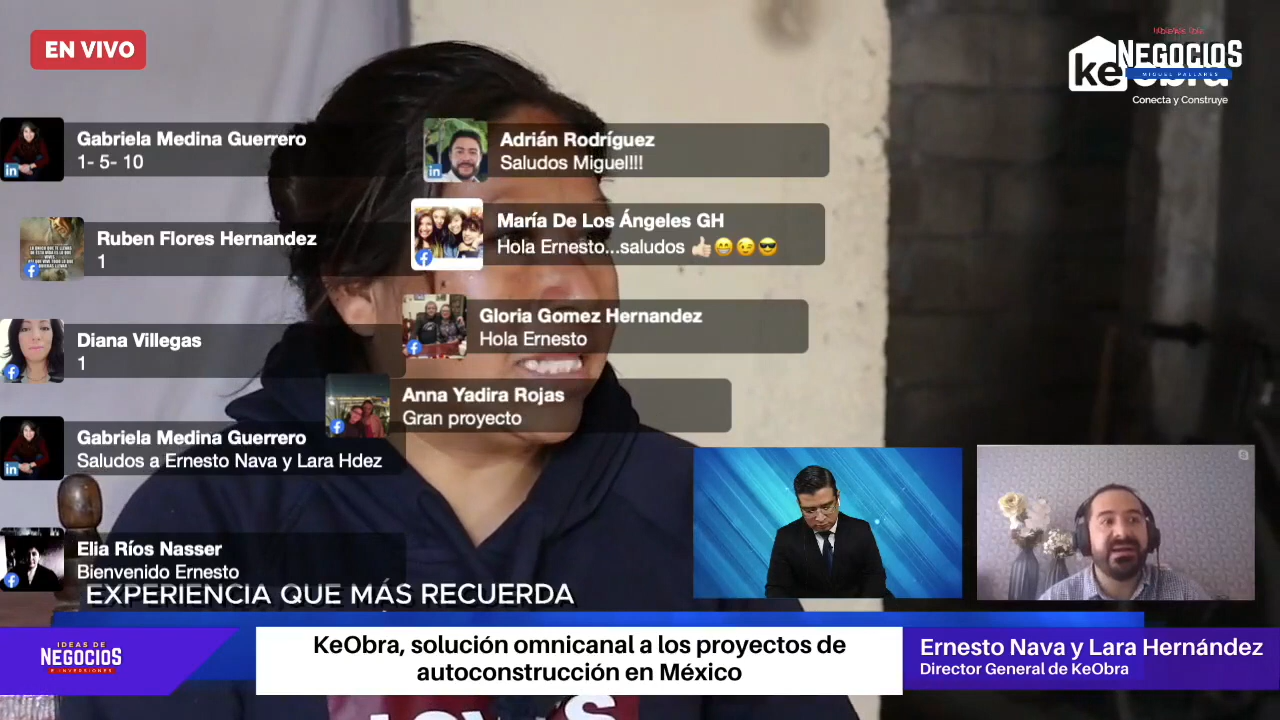 EN VIVO
NEGOCIOS
MIGUEL PALLARES
ke
Conecta y Construye
Gabriela Medina Guerrero
1- 5- 10
Adrián Rodríguez
Saludos Miguel!!!
Ruben Flores Hernandez
1
María De Los Ángeles GH
Hola Ernesto...saludos 👍🏻😁😉😎
Gloria Gomez Hernandez
Hola Ernesto
Diana Villegas
1
Anna Yadira Rojas
Gran proyecto
Gabriela Medina Guerrero
Saludos a Ernesto Nava y Lara Hdez
Elia Ríos Nasser
Bienvenido Ernesto
EXPERIENCIA QUE MÁS RECUERDA
IDEAS DE
NEGOCIOS
E INVERSIONES
KeObra, solución omnicanal a los proyectos de
autoconstrucción en México
Ernesto Nava y Lara Hernández
Director General de KeObra